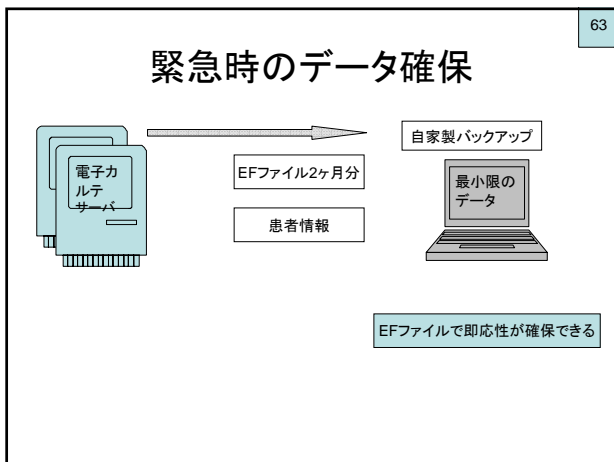 63
緊急時のデータ確保
電子カ
ルテ
サーバ
EFファイル2ヶ月分
患者情報
自家製バックアップ
最小限の
データ
EFファイルで即応性が確保できる